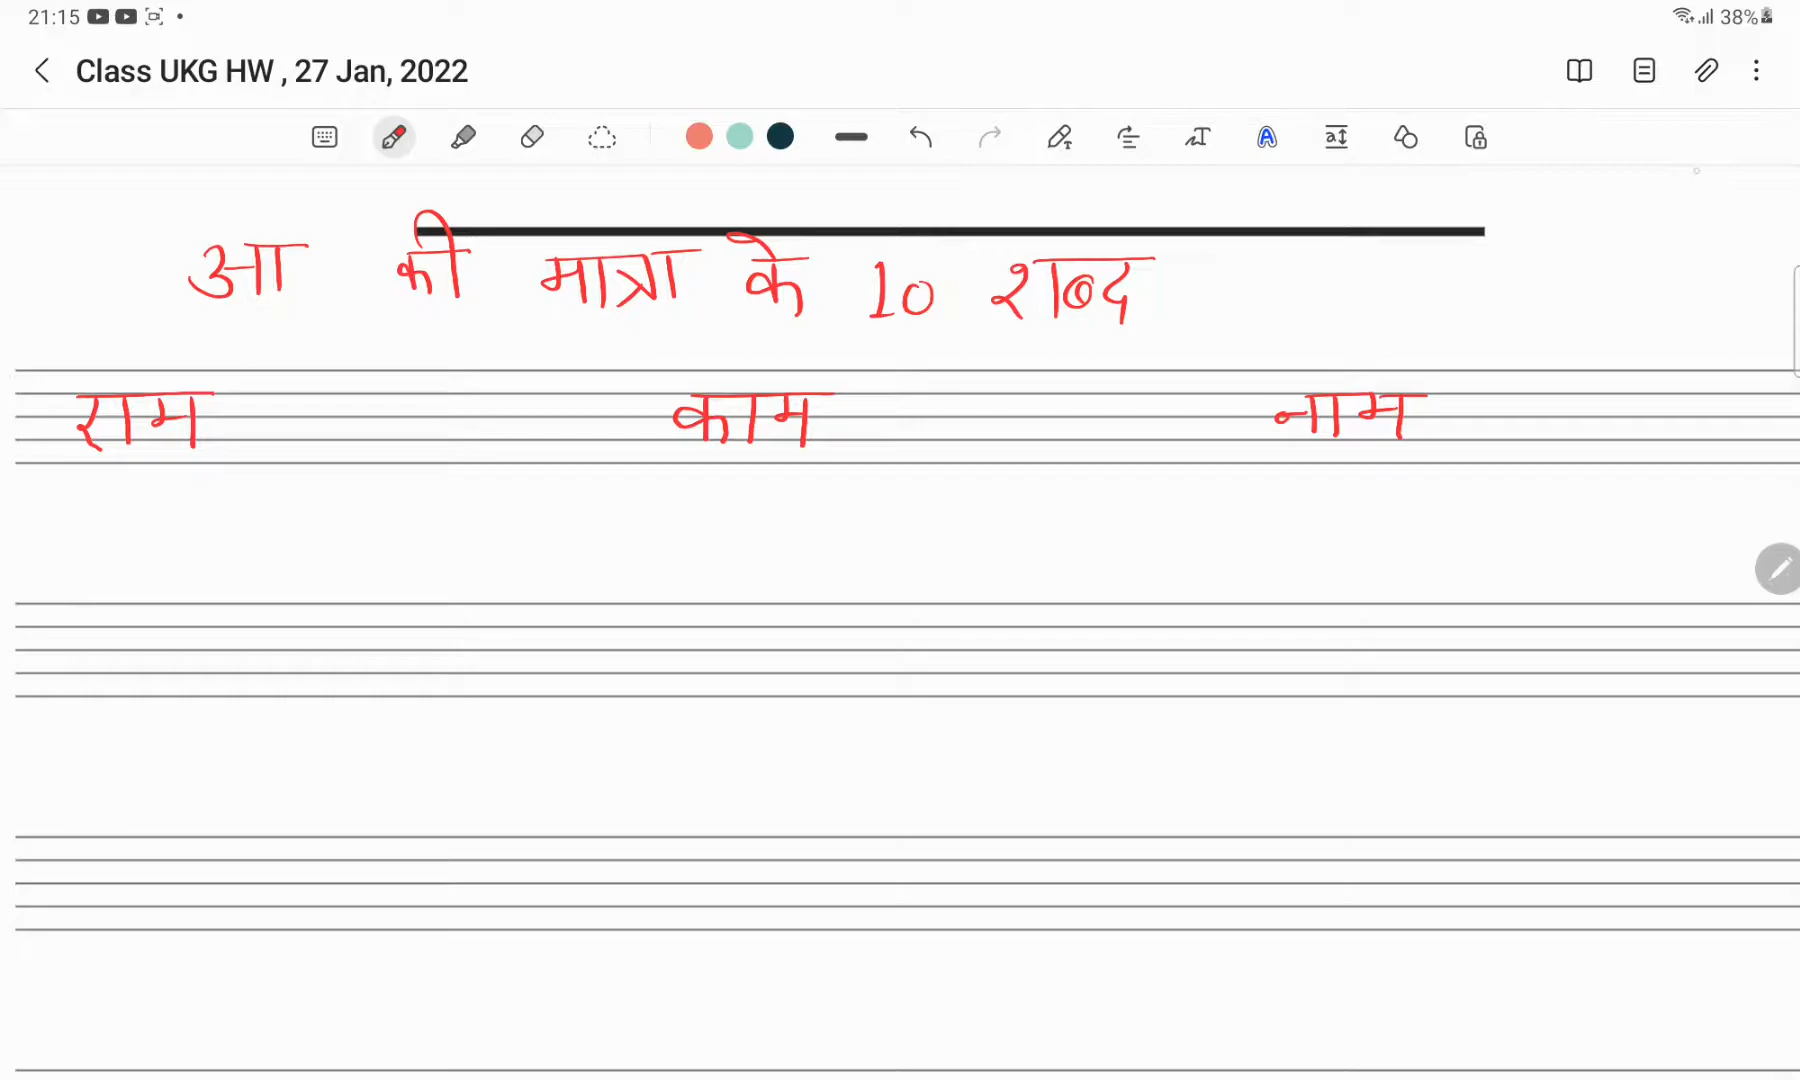 21:15 38%
Class UKG HW , 27 Jan, 2022
आ की मात्रा के 10 शब्द
राम काम नाम